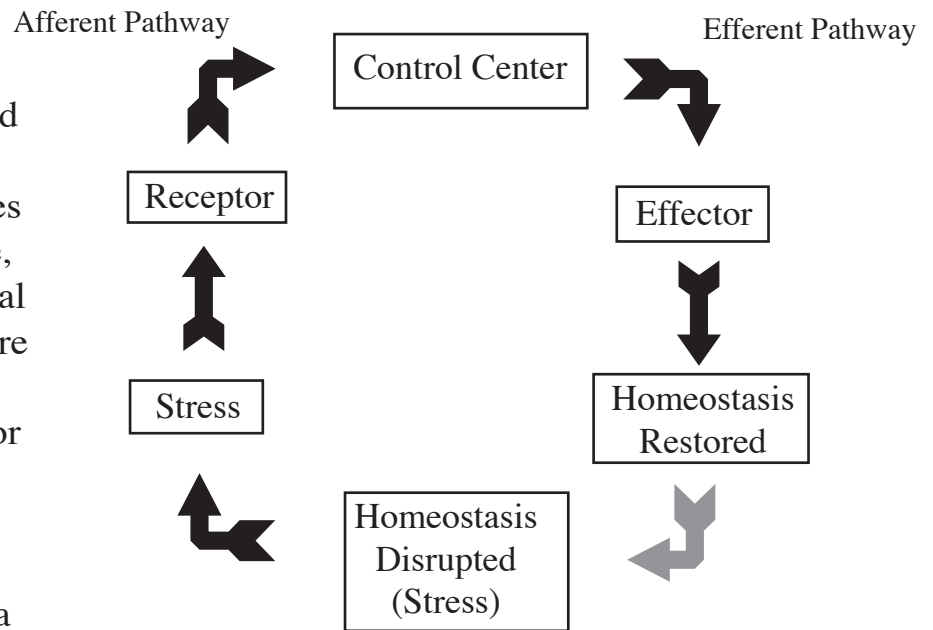 Afferent Pathway
Efferent Pathway
Control Center
Receptor
Effector
Stress
Homeostasis
Restored
Homeostasis
Disrupted
(Stress)
a